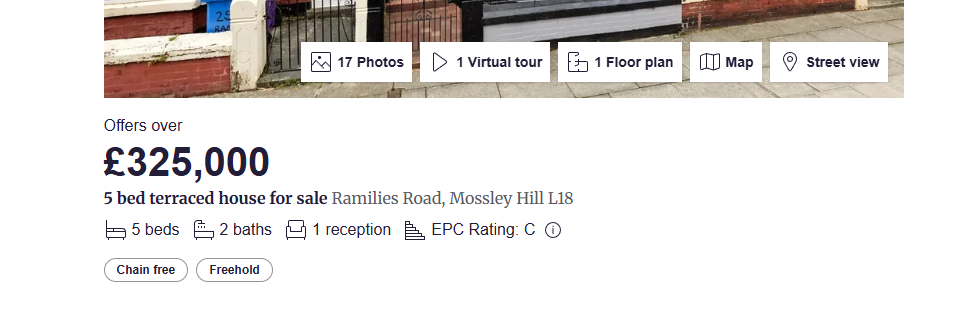 25
17 Photos
1 Virtual tour
1 Floor plan
Map
Street view
Offers over
£325,000
5 bed terraced house for sale Ramilies Road, Mossley Hill L18
5 beds 2 baths 1 reception EPC Rating: C
Chain free Freehold